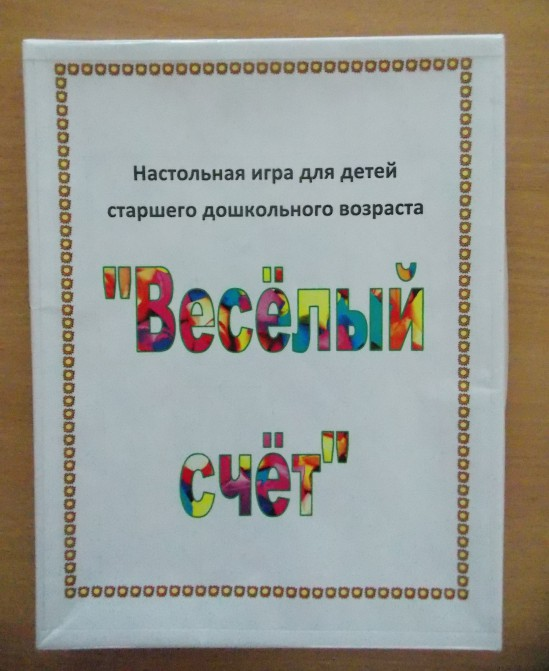 Настольная игра для детей
старшего дошкольного возраста
"Весёлый
счёт"